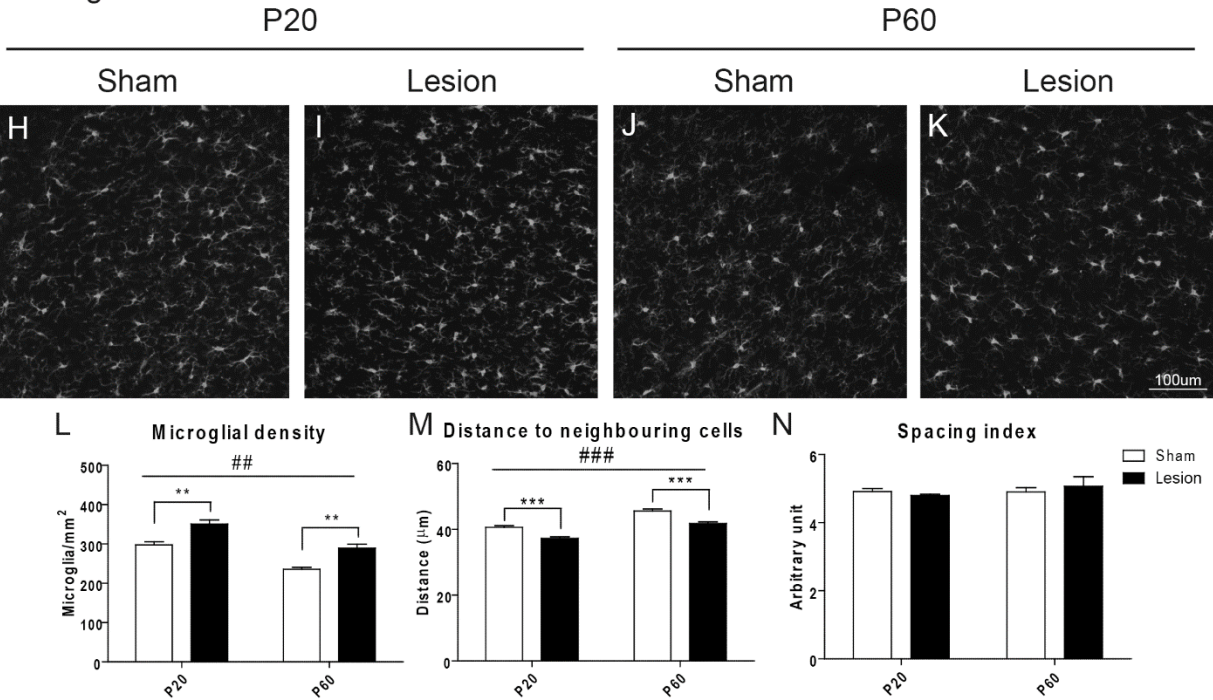 P20 P60
Sham Lesion Sham Lesion
H I J K
100um
L Microglial density
M Distance to neighbouring cells
N Spacing index
Microglia/mm2
500
400
300
200
100
0
##
**
**
P20 P60
Distance (μm)
60
40
20
0
###
***
***
P20 P60
Arbitrary unit
6
4
2
0
P20 P60
Sham
Lesion